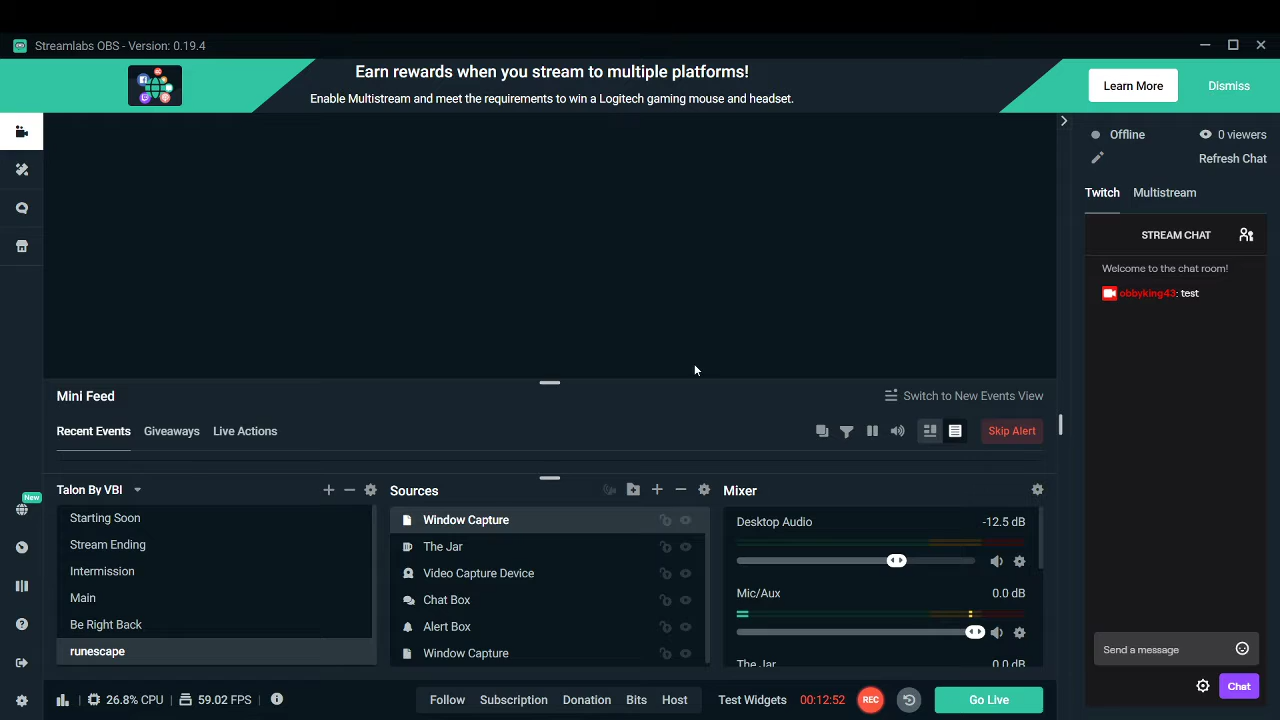 Streamlabs OBS - Version: 0.19.4
Earn rewards when you stream to multiple platforms!
Enable Multistream and meet the requirements to win a Logitech gaming mouse and headset.
Learn More
Dismiss
Offline
0 viewers
Refresh Chat
Twitch
Multistream
STREAM CHAT
Welcome to the chat room!
obbyking43: test
Mini Feed
Switch to New Events View
Recent Events
Giveaways
Live Actions
Skip Alert
Talon By VBI
Starting Soon
Stream Ending
Intermission
Main
Be Right Back
runescape
Sources
Window Capture
The Jar
Video Capture Device
Chat Box
Alert Box
Window Capture
Mixer
Desktop Audio
-12.5 dB
Mic/Aux
0.0 dB
The Jar
0.0 dB
Send a message
Chat
New
26.8% CPU
59.02 FPS
Follow
Subscription
Donation
Bits
Host
Test Widgets
00:12:52
REC
Go Live